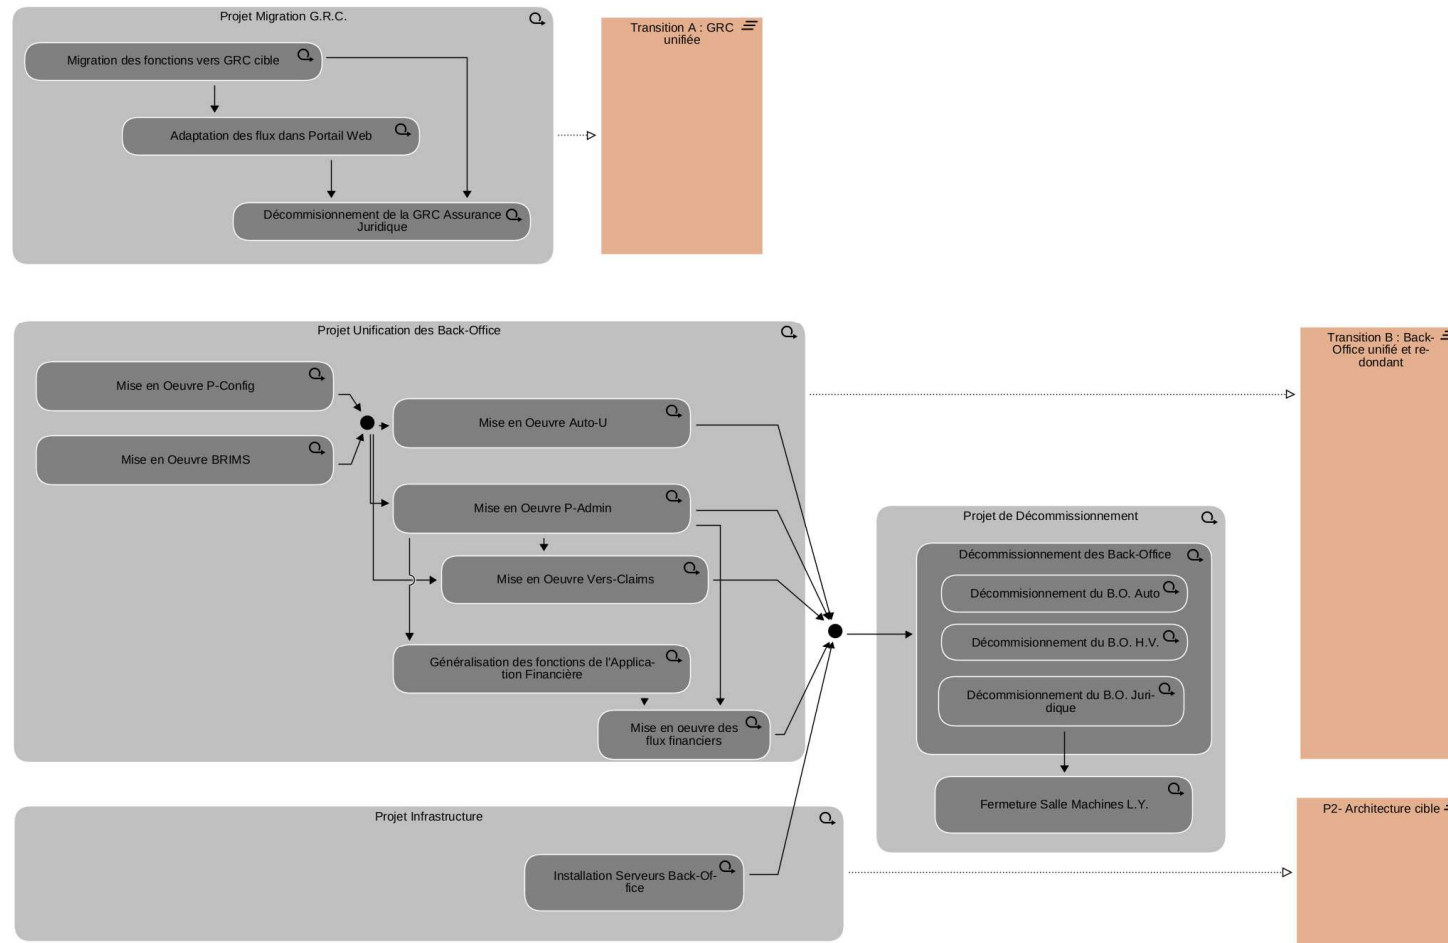 Projet Migration G.R.C.
Migration des fonctions vers GRC cible
Adaptation des flux dans Portail Web
Décommisionnement de la GRC Assurance
Juridique
Transition A : GRC
unifiée
Projet Unification des Back-Office
Mise en Oeuvre P-Config
Mise en Oeuvre BRIMS
Mise en Oeuvre Auto-U
Mise en Oeuvre P-Admin
Mise en Oeuvre Vers-Claims
Généralisation des fonctions de l'Applica-
tion Financière
Mise en oeuvre des
flux financiers
Transition B : Back-
Office unifié et re-
dondant
Projet de Décommissionnement
Décommissionnement des Back-Office
Décommisionnement du B.O. Auto
Décommisionnement du B.O. H.V.
Décommisionnement du B.O. Juri-
dique
Fermeture Salle Machines L.Y.
Projet Infrastructure
Installation Serveurs Back-Of-
fice
P2- Architecture cible